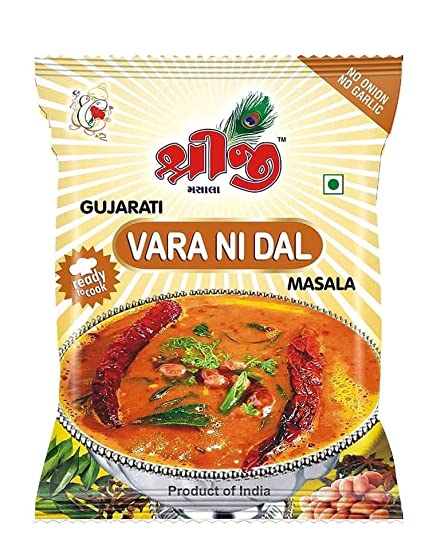 NO ONION
NO GARLIC
શ્રીજી™
મસાલા
GUJARATI
VARA NI DAL
MASALA
ready
to cook
Product of India